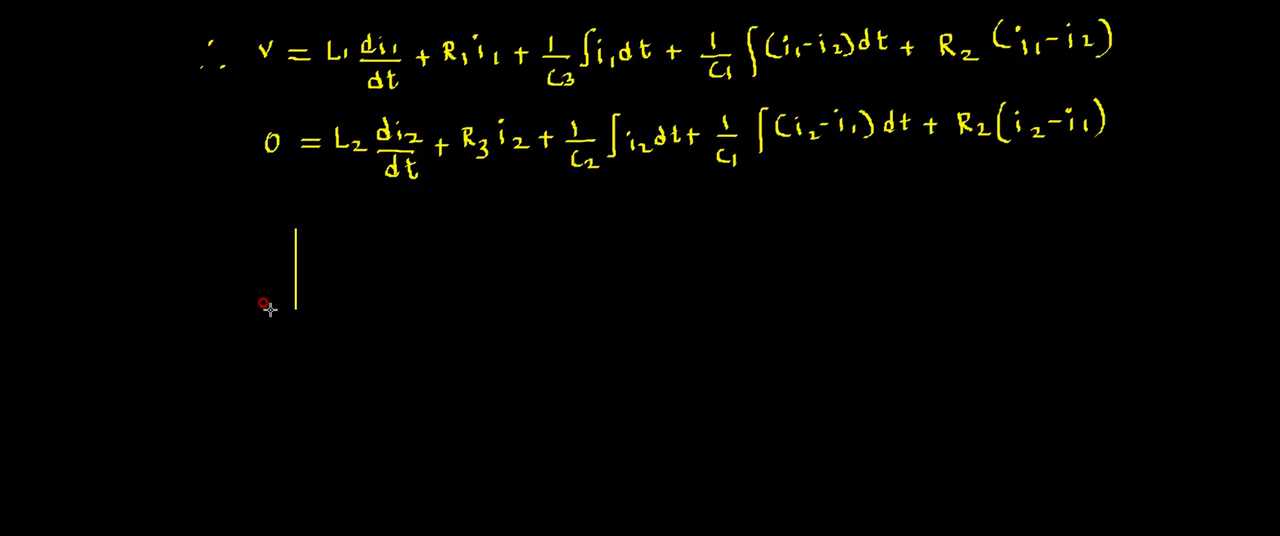 ∴ V = L₁ di₁/dt + R₁i₁ + 1/C₃ ∫i₁dt + 1/C₁ ∫(i₁-i₂)dt + R₂(i₁-i₂)
0 = L₂ di₂/dt + R₃i₂ + 1/C₂ ∫i₂dt + 1/C₁ ∫(i₂-i₁)dt + R₂(i₂-i₁)